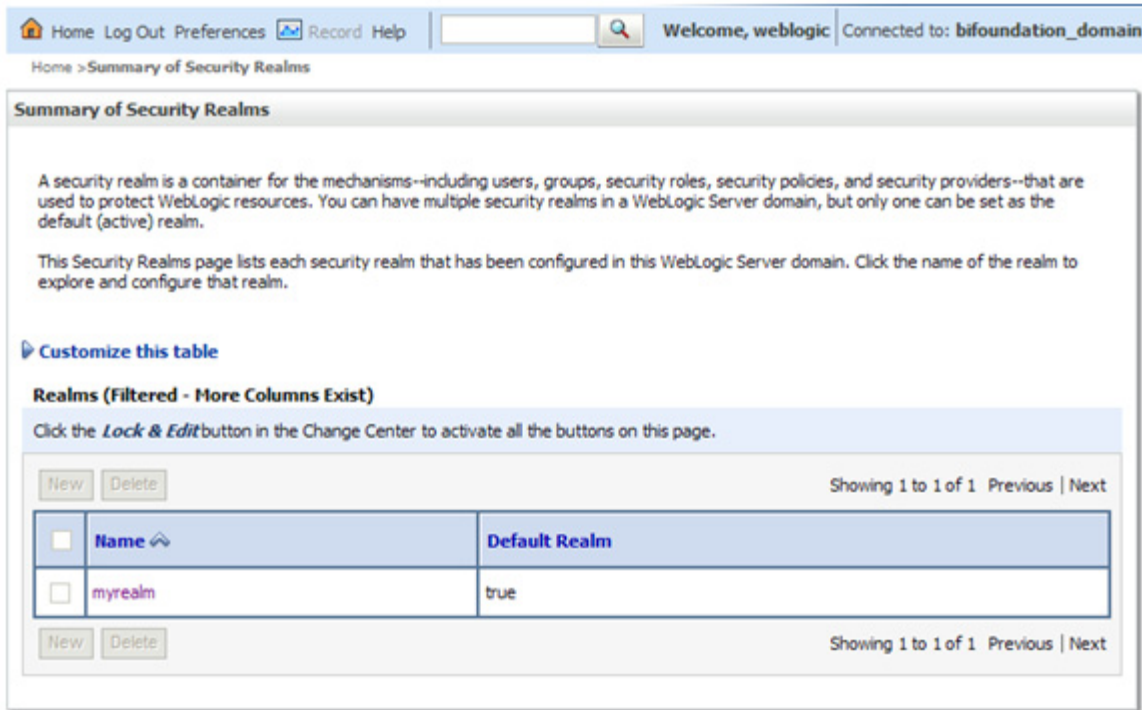 Home Log Out Preferences Record Help Welcome, weblogic Connected to: bifoundation_domain
Home >Summary of Security Realms
Summary of Security Realms
A security realm is a container for the mechanisms--including users, groups, security roles, security policies, and security providers--that are
used to protect WebLogic resources. You can have multiple security realms in a WebLogic Server domain, but only one can be set as the
default (active) realm.
This Security Realms page lists each security realm that has been configured in this WebLogic Server domain. Click the name of the realm to
explore and configure that realm.
Customize this table
Realms (Filtered - More Columns Exist)
Click the Lock & Edit button in the Change Center to activate all the buttons on this page.
New Delete Showing 1 to 1 of 1 Previous | Next
Name Default Realm
myrealm true
New Delete Showing 1 to 1 of 1 Previous | Next